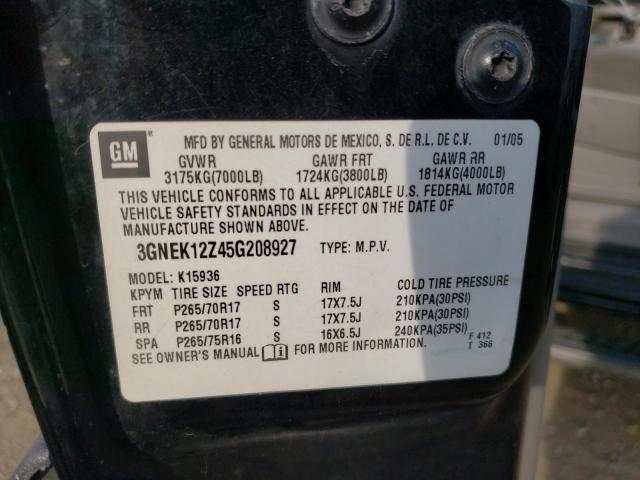 GM ® MFD BY GENERAL MOTORS DE MEXICO, S. DE R.L. DE C.V. 01/05
GVWR GAWR FRT GAWR RR
3175KG(7000LB) 1724KG(3800LB) 1814KG(4000LB)
THIS VEHICLE CONFORMS TO ALL APPLICABLE U.S. FEDERAL MOTOR
VEHICLE SAFETY STANDARDS IN EFFECT ON THE DATE OF
MANUFACTURE SHOWN ABOVE.
3GNEK12Z45G208927 TYPE: M.P.V.
MODEL: K15936
KPYM TIRE SIZE SPEED RTG RIM COLD TIRE PRESSURE
FRT P265/70R17 S 17X7.5J 210KPA(30PSI)
RR P265/70R17 S 17X7.5J 210KPA(30PSI)
SPA P265/75R16 S 16X6.5J 240KPA(35PSI) F 412
SEE OWNER'S MANUAL i FOR MORE INFORMATION. T 366